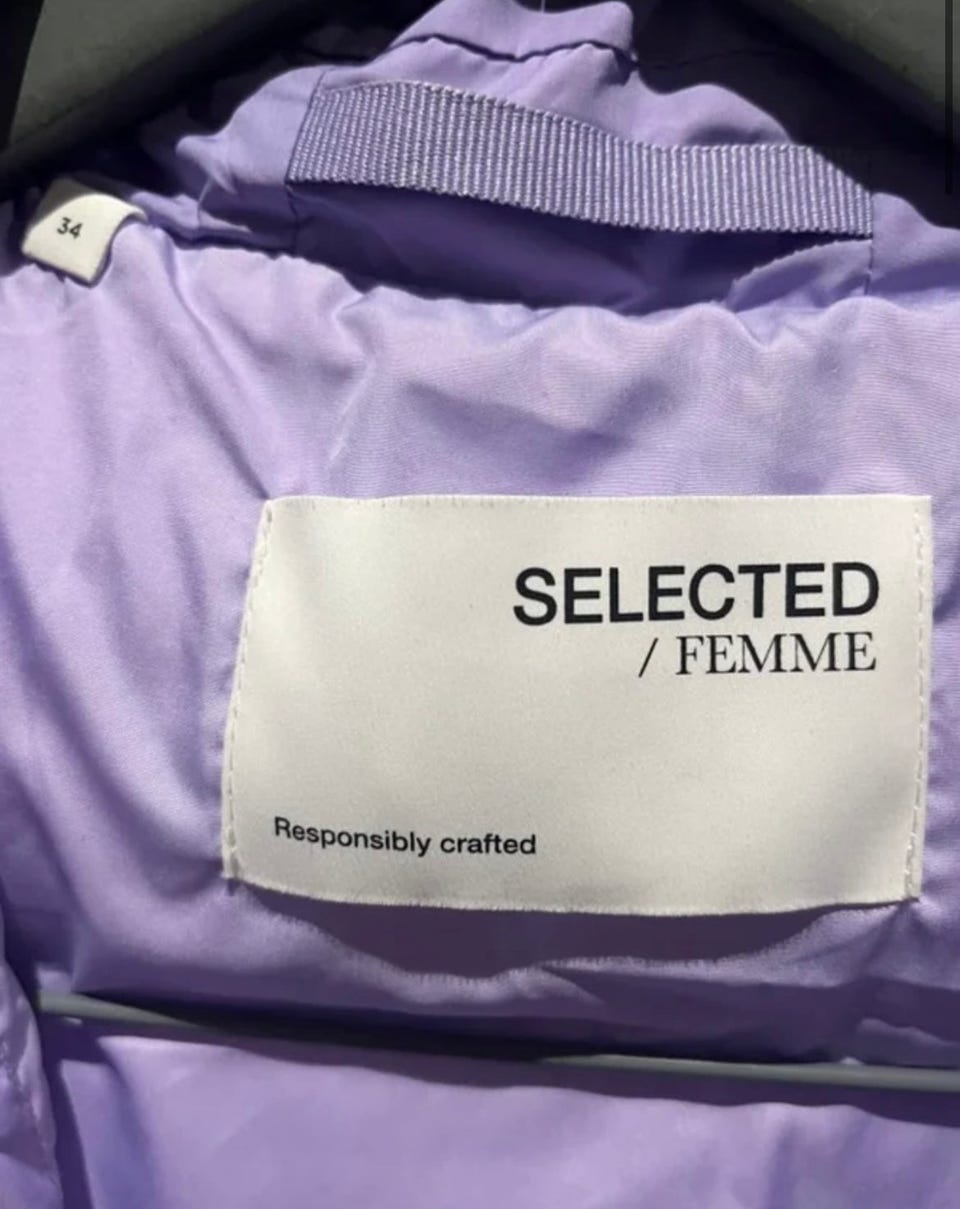 34
SELECTED
/ FEMME
Responsibly crafted